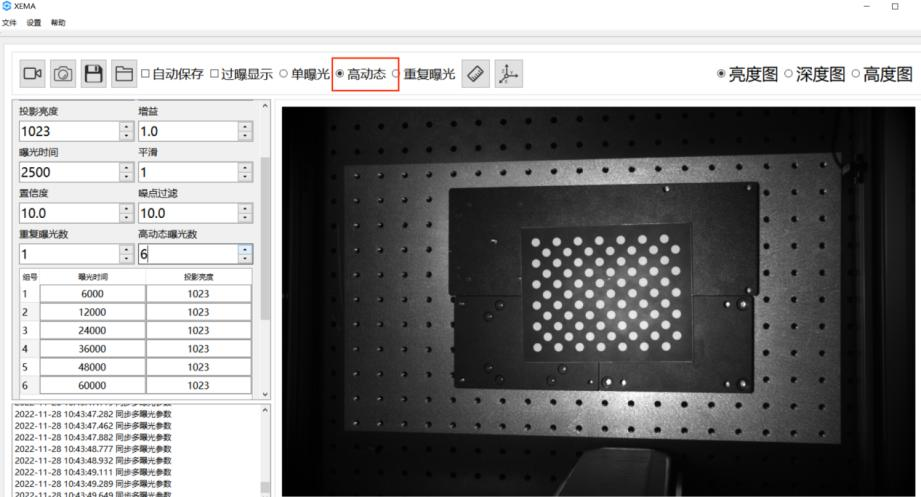 XEMA
文件 设置 帮助
自动保存 过曝显示 单曝光 高动态 重复曝光 亮度图 深度图 高度图
投影亮度 增益
1023 1.0
曝光时间 平滑
2500 1
置信度 噪点过滤
10.0 10.0
重复曝光数 高动态曝光数
1 6
组号 曝光时间 投影亮度
1 6000 1023
2 12000 1023
3 24000 1023
4 36000 1023
5 48000 1023
6 60000 1023
2022-11-28 10:43:47.282 同步多曝光参数
2022-11-28 10:43:47.462 同步多曝光参数
2022-11-28 10:43:47.882 同步多曝光参数
2022-11-28 10:43:48.777 同步多曝光参数
2022-11-28 10:43:48.932 同步多曝光参数
2022-11-28 10:43:49.111 同步多曝光参数
2022-11-28 10:43:49.289 同步多曝光参数
2022-11-28 10:43:49.649 同步多曝光参数